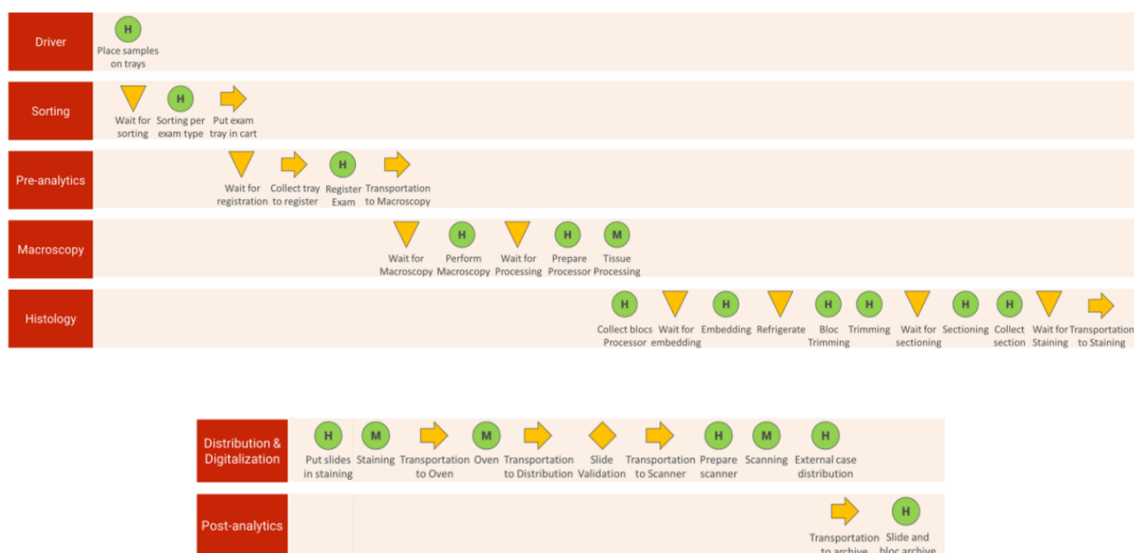 Driver
H
Place samples
on trays
Sorting
H
Wait for
sorting
Sorting per
exam type
Put exam
tray in cart
Pre-analytics
H
Wait for
registration
Collect tray
to register
Register
Exam
Transportation
to Macroscopy
Macroscopy
H
H
M
Wait for
Macroscopy
Perform
Macroscopy
Wait for
Processing
Prepare
Processor
Tissue
Processing
Histology
H
H
H
H
H
H
Collect blocs
Processor
Wait for
embedding
Embedding
Refrigerate
Bloc
Trimming
Trimming
Wait for
sectioning
Sectioning
Collect
section
Wait for
Staining
Transportation
to Staining
Distribution &
Digitalization
H
M
M
H
M
H
Put slides
in staining
Staining
Transportation
to Oven
Oven
Transportation
to Distribution
Slide
Validation
Transportation
to Scanner
Prepare
scanner
Scanning
External case
distribution
Post-analytics
H
Transportation
to archive
Slide and
bloc archive